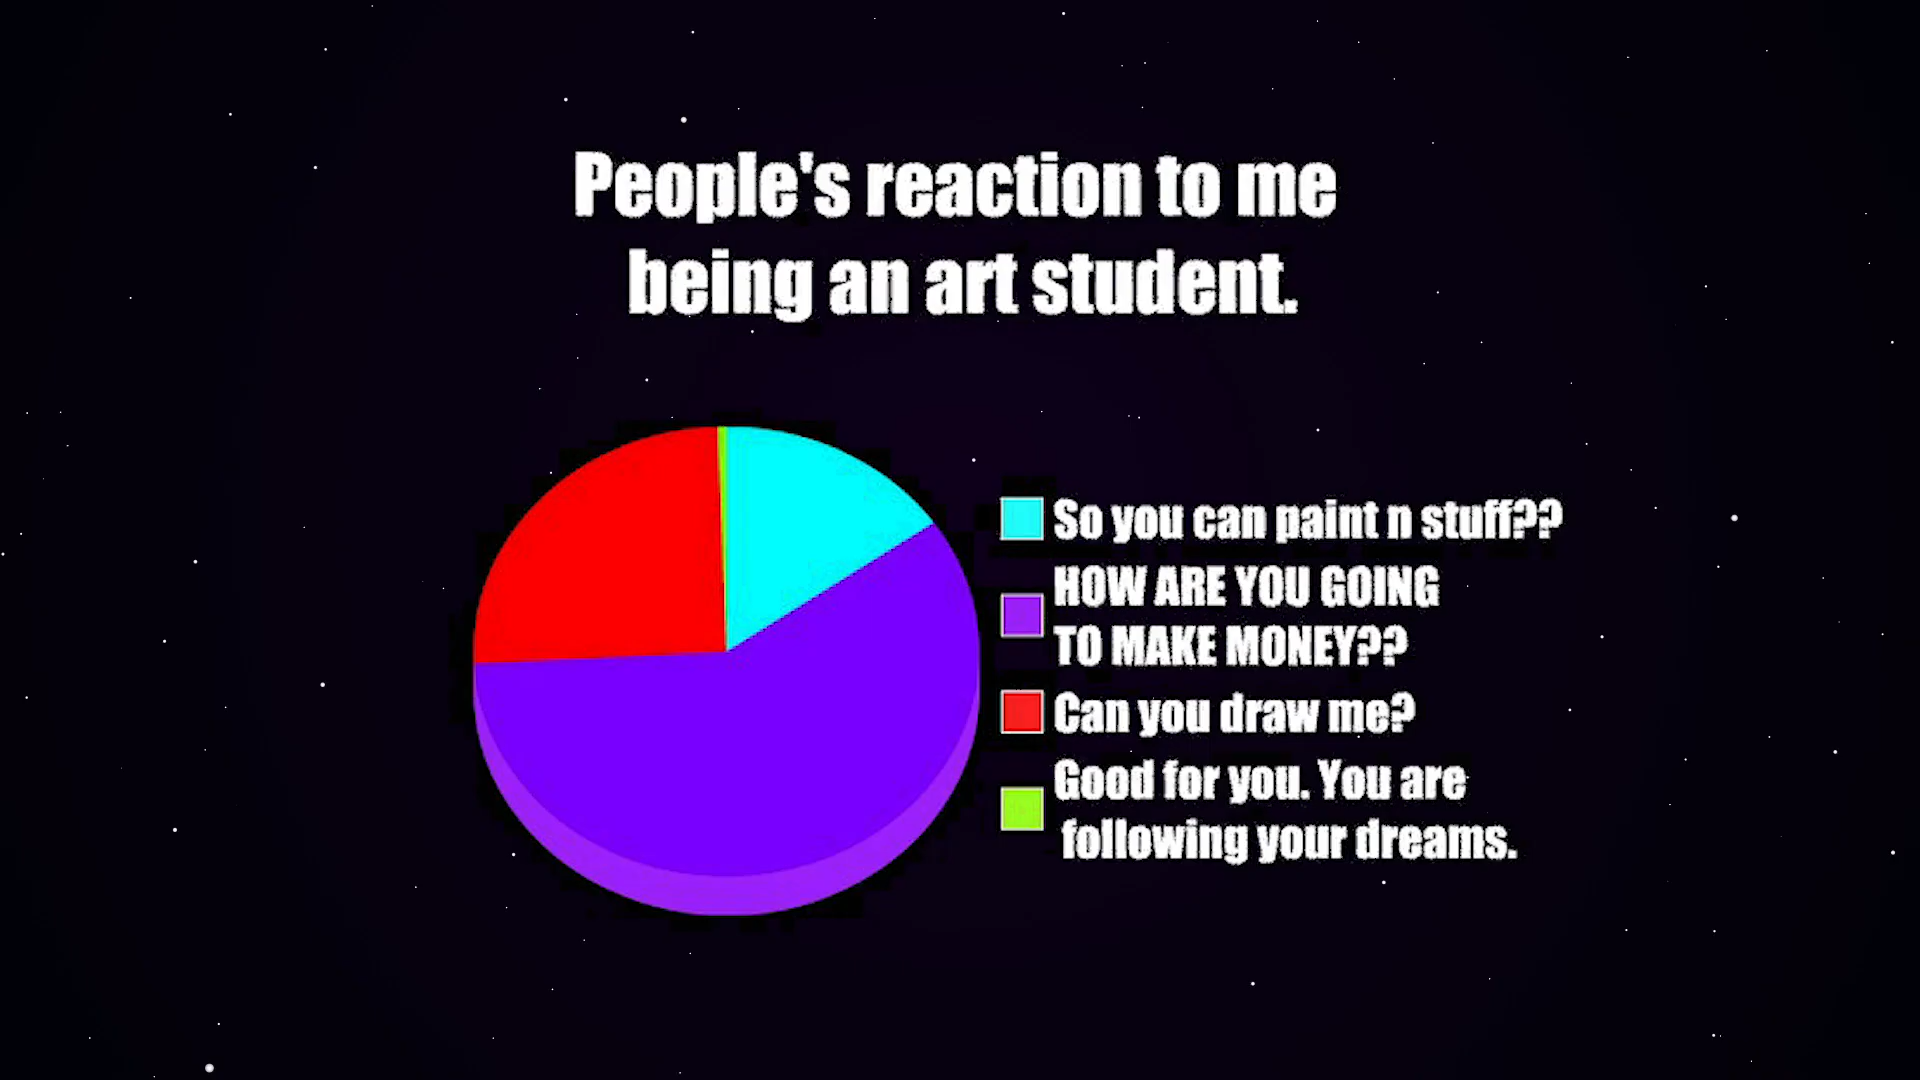 People's reaction to me
being an art student.
So you can paint n stuff??
HOW ARE YOU GOING
TO MAKE MONEY??
Can you draw me?
Good for you. You are
following your dreams.